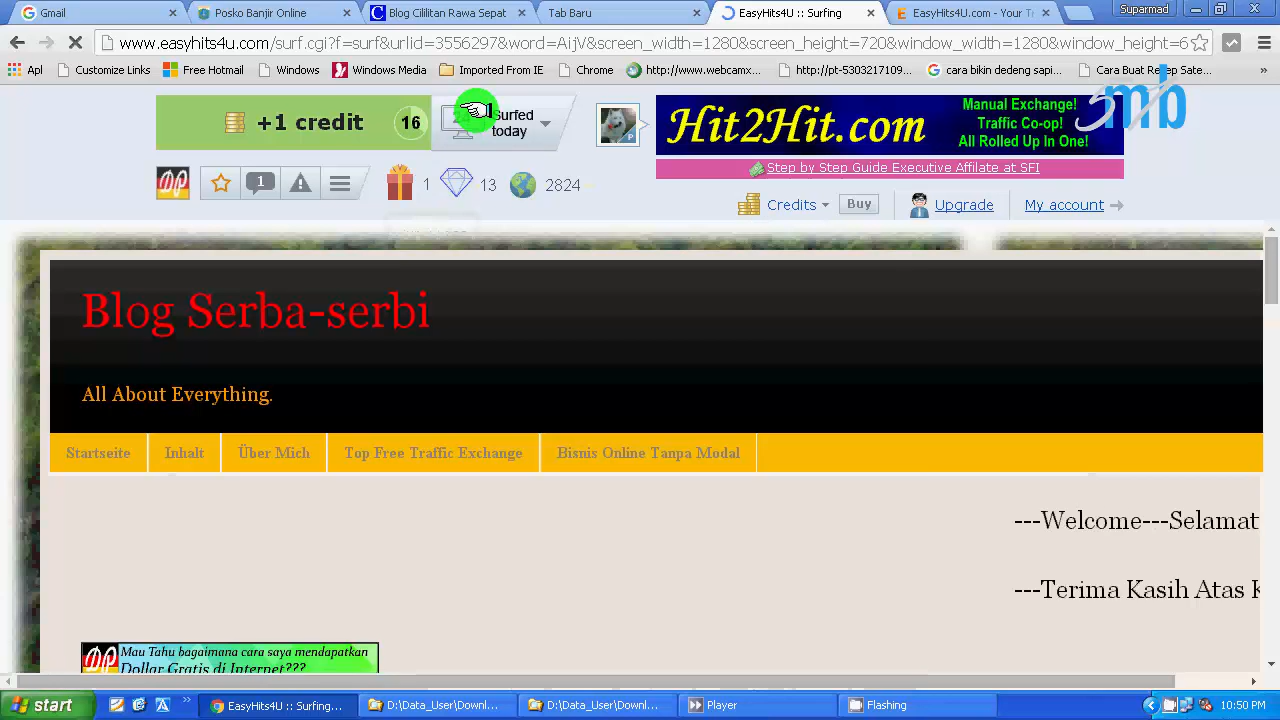 Gmail
Posko Banjir Online
Blog Cililitan Rawa Sepat
Tab Baru
EasyHits4U :: Surfing
EasyHits4U.com - Your Tr
Suparmad
www.easyhits4u.com/surf.cgi?f=surf&urlid=3556297&word=AijV&screen_width=1280&screen_height=720&window_width=1280&window_height=6
Apl
Customize Links
Free Hotmail
Windows
Windows Media
Imported From IE
Chrome
http://www.webcamx...
http://pt-5303217109...
cara bikin dedeng sai...
Cara Buat Resep Sate...
smb
+1 credit
16
Surfed today
Hit2Hit.com
Manual Exchange!
Traffic Co-op!
All Rolled Up In One!
Step by Step Guide Executive Affilate at SFI
DP
1
1
13
2824
Credits
Buy
Upgrade
My account
Blog Serba-serbi
All About Everything.
Startseite
Inhalt
Über Mich
Top Free Traffic Exchange
Bisnis Online Tanpa Modal
---Welcome---Selamat
---Terima Kasih Atas K
DP
Mau Tahu bagaimana cara saya mendapatkan
Dollar Gratis di Internet???
start
EasyHits4U :: Surfing...
D:\Data_User\Downl...
D:\Data_User\Downl...
Player
Flashing
10:50 PM